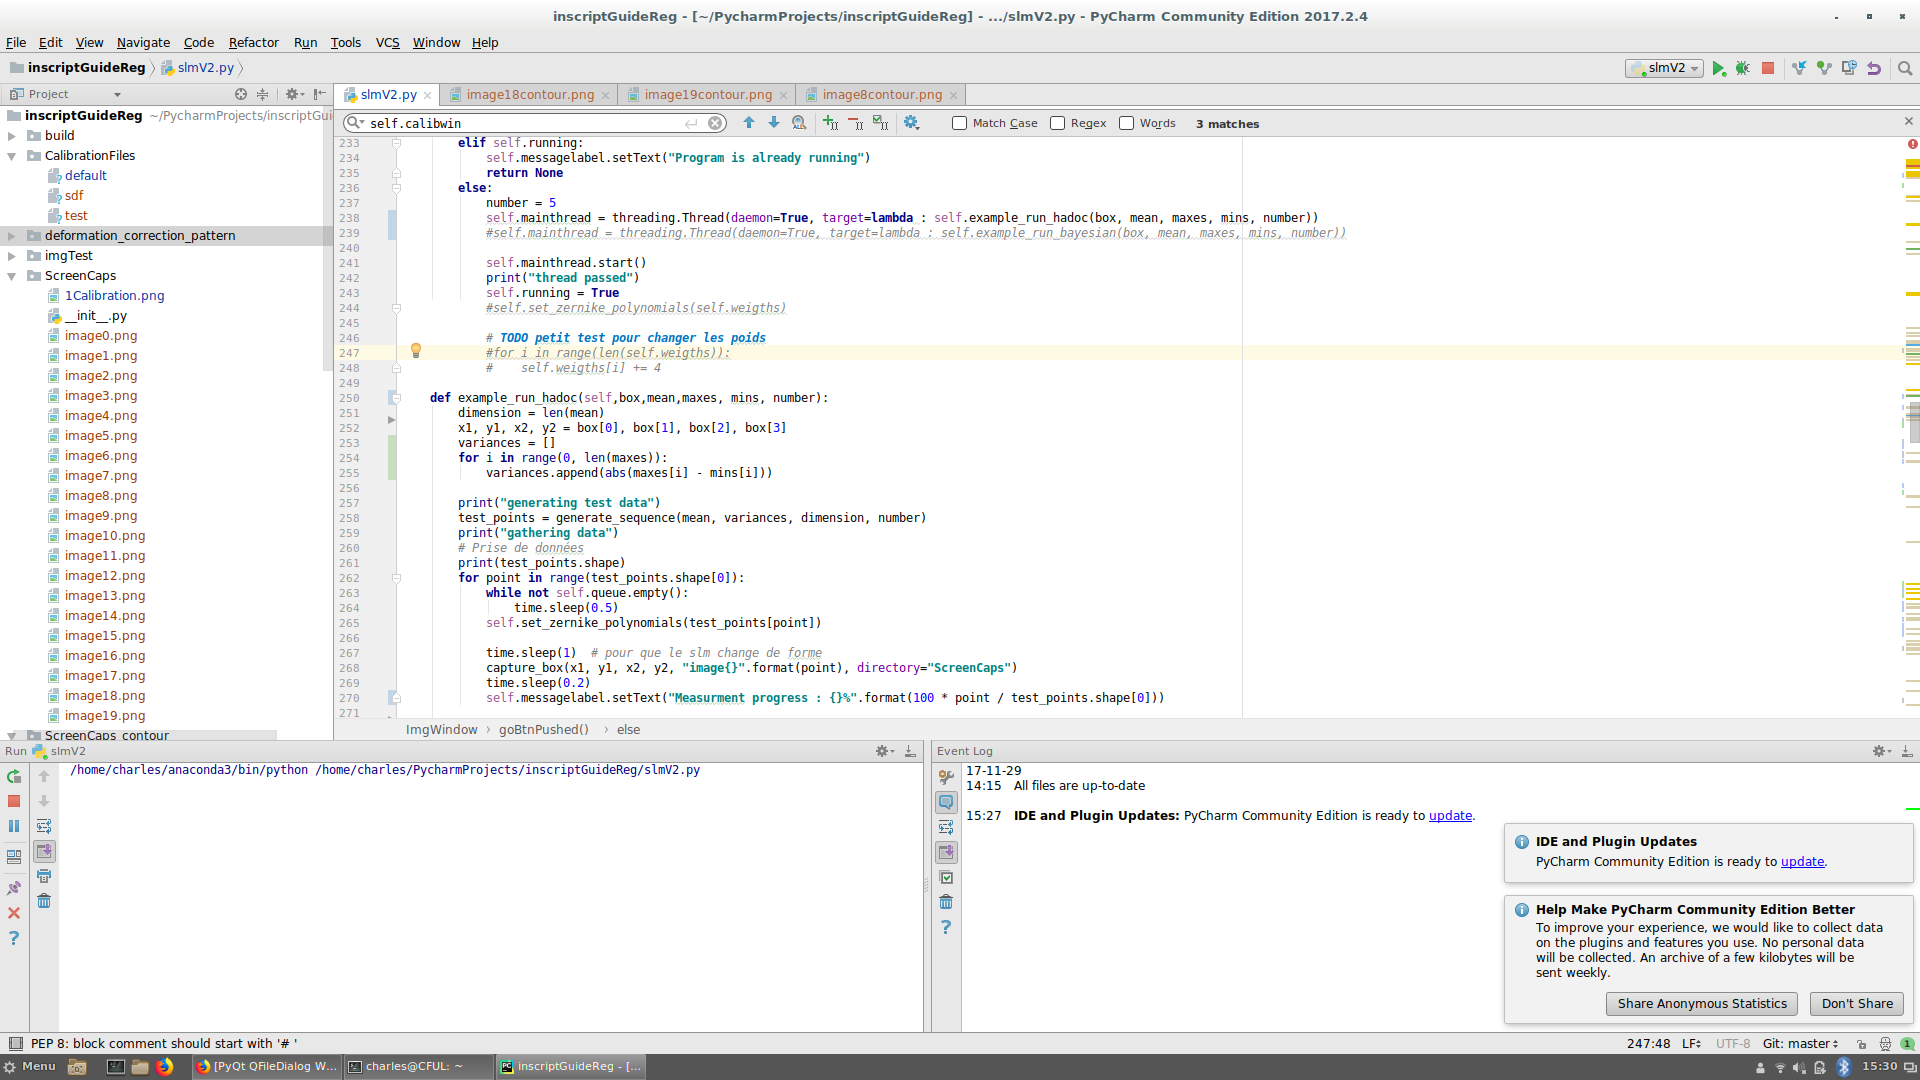 inscriptGuideReg - [~/PycharmProjects/inscriptGuideReg] - .../slmV2.py - PyCharm Community Edition 2017.2.4
File Edit View Navigate Code Refactor Run Tools VCS Window Help
inscriptGuideReg slmV2.py slmV2
Project
slmV2.py image18contour.png image19contour.png image8contour.png
self.calibwin Match Case Regex Words 3 matches
inscriptGuideReg ~/PycharmProjects/inscriptGui
build
CalibrationFiles
default
sdf
test
deformation_correction_pattern
imgTest
ScreenCaps
1Calibration.png
__init__.py
image0.png
image1.png
image2.png
image3.png
image4.png
image5.png
image6.png
image7.png
image8.png
image9.png
image10.png
image11.png
image12.png
image13.png
image14.png
image15.png
image16.png
image17.png
image18.png
image19.png
ScreenCaps_contour
233 elif self.running:
234 self.messagelabel.setText("Program is already running")
235 return None
236 else:
237 number = 5
238 self.mainthread = threading.Thread(daemon=True, target=lambda : self.example_run_hadoc(box, mean, maxes, mins, number))
239 #self.mainthread = threading.Thread(daemon=True, target=lambda : self.example_run_bayesian(box, mean, maxes, mins, number))
240
241 self.mainthread.start()
242 print("thread passed")
243 self.running = True
244 #self.set_zernike_polynomials(self.weigths)
245
246 # TODO petit test pour changer les poids
247 #for i in range(len(self.weigths)):
248 #    self.weigths[i] += 4
249
250 def example_run_hadoc(self,box,mean,maxes, mins, number):
251 dimension = len(mean)
252 x1, y1, x2, y2 = box[0], box[1], box[2], box[3]
253 variances = []
254 for i in range(0, len(maxes)):
255 variances.append(abs(maxes[i] - mins[i]))
256
257 print("generating test data")
258 test_points = generate_sequence(mean, variances, dimension, number)
259 print("gathering data")
260 # Prise de données
261 print(test_points.shape)
262 for point in range(test_points.shape[0]):
263 while not self.queue.empty():
264 time.sleep(0.5)
265 self.set_zernike_polynomials(test_points[point])
266
267 time.sleep(1)  # pour que le slm change de forme
268 capture_box(x1, y1, x2, y2, "image{}".format(point), directory="ScreenCaps")
269 time.sleep(0.2)
270 self.messagelabel.setText("Measurment progress : {}%".format(100 * point / test_points.shape[0]))
271
ImgWindow › goBtnPushed() › else
Run slmV2
/home/charles/anaconda3/bin/python /home/charles/PycharmProjects/inscriptGuideReg/slmV2.py
Event Log
17-11-29
14:15 All files are up-to-date
15:27 IDE and Plugin Updates: PyCharm Community Edition is ready to update.
IDE and Plugin Updates
PyCharm Community Edition is ready to update.
Help Make PyCharm Community Edition Better
To improve your experience, we would like to collect data
on the plugins and features you use. No personal data
will be collected. An archive of a few kilobytes will be
sent weekly.
Share Anonymous Statistics Don't Share
PEP 8: block comment should start with '# ' 247:48 LF UTF-8 Git: master 1
Menu [PyQt QFileDialog W... charles@CFUL: ~ inscriptGuideReg - [... 15:30